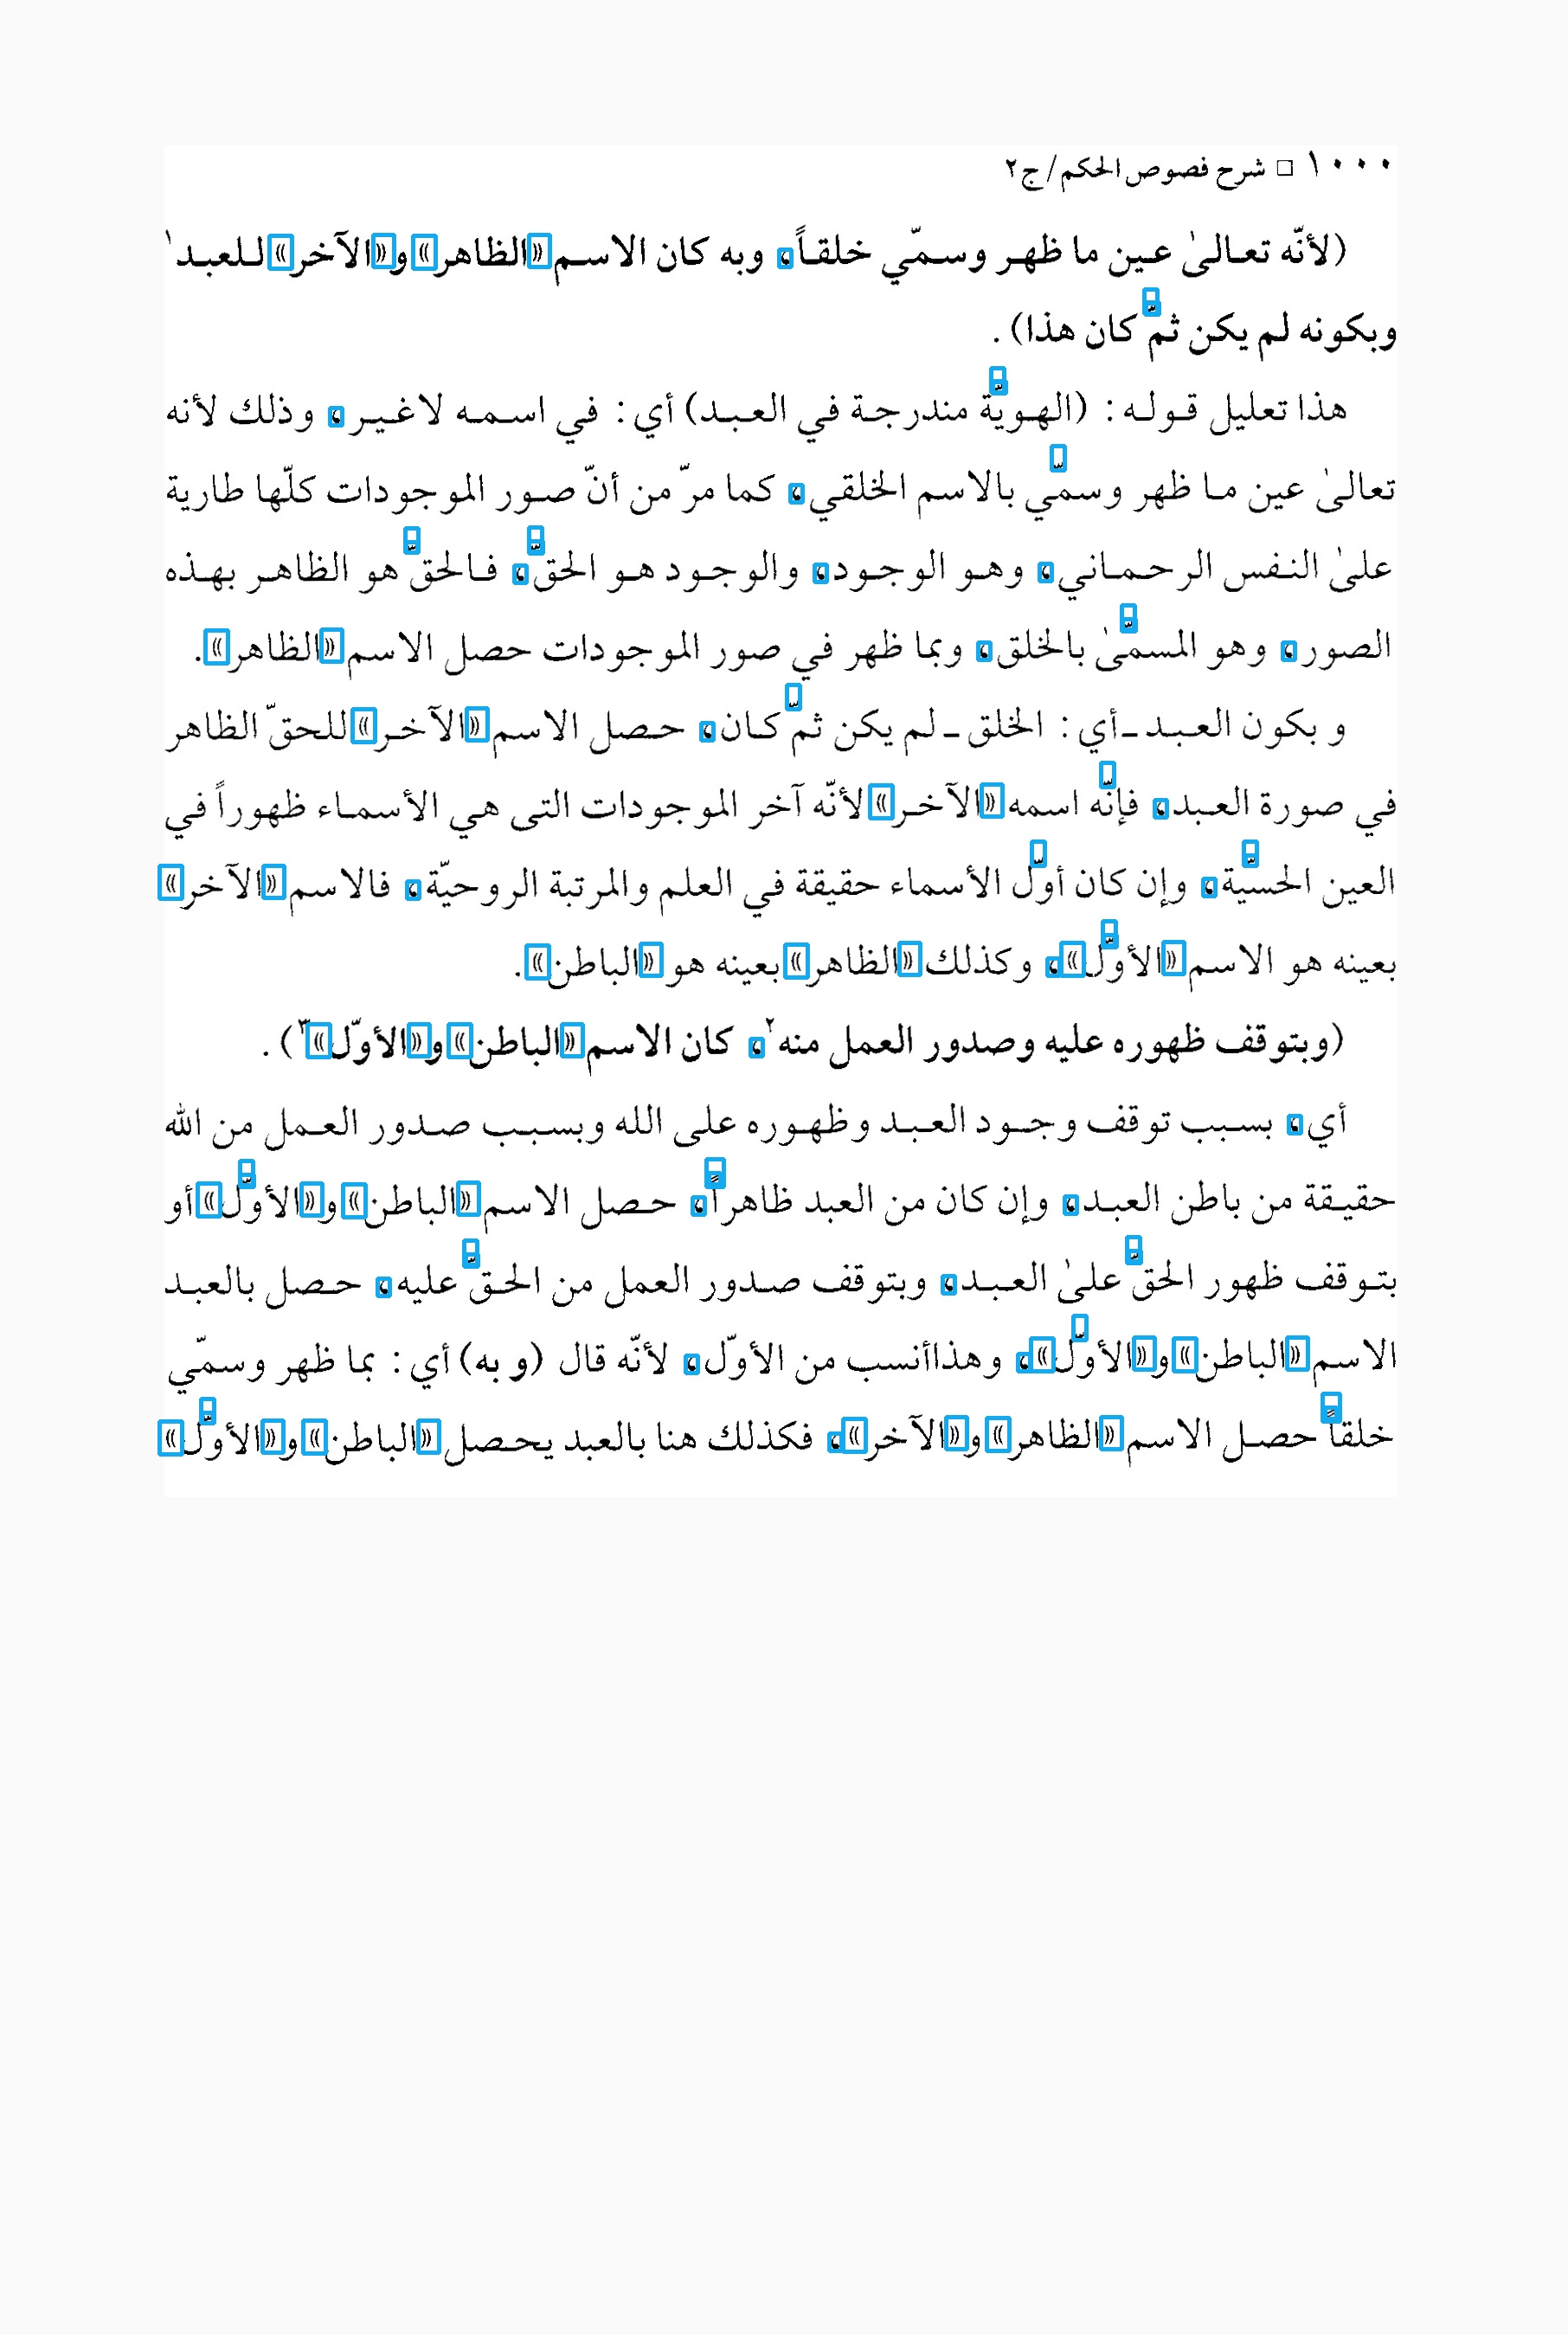 ١٠٠٠ □ شرح فصوص الحكم/ج٢
(لأنّه تعالىٰ عين ما ظهر وسمّي خلقاً، وبه كان الاسم «الظاهر» و«الآخر» للعبد١
وبكونه لم يكن ثمّ كان هذا).
هذا تعليل قوله: (الهويّة مندرجة في العبد) أي: في اسمه لا غير، وذلك لأنه
تعالىٰ عين ما ظهر وسمّي بالاسم الخلقي، كما مرّ من أنّ صور الموجودات كلّها طارية
علىٰ النفس الرحماني، وهو الوجود، والوجود هو الحقّ، فالحقّ هو الظاهر بهذه
الصور، وهو المسمّىٰ بالخلق، وبما ظهر في صور الموجودات حصل الاسم «الظاهر».
و بكون العبد ـ أي: الخلق ـ لم يكن ثمّ كان، حصل الاسم «الآخر» للحقّ الظاهر
في صورة العبد، فإنّه اسمه «الآخر» لأنّه آخر الموجودات التى هي الأسماء ظهوراً في
العين الحسيّة، وإن كان أوّل الأسماء حقيقة في العلم والمرتبة الروحيّة، فالاسم «الآخر»
بعينه هو الاسم «الأوّل»، وكذلك «الظاهر» بعينه هو «الباطن».
(وبتوقف ظهوره عليه وصدور العمل منه٢، كان الاسم «الباطن» و«الأوّل»٣).
أي، بسبب توقف وجود العبد وظهوره على الله وبسبب صدور العمل من الله
حقيقة من باطن العبد، وإن كان من العبد ظاهراً، حصل الاسم «الباطن» و«الأوّل» أو
بتوقف ظهور الحقّ علىٰ العبد، وبتوقف صدور العمل من الحقّ عليه، حصل بالعبد
الاسم «الباطن» و«الأوّل»، وهذا أنسب من الأوّل، لأنّه قال (و به) أي: بما ظهر وسمّي
خلقاً حصل الاسم «الظاهر» و«الآخر»، فكذلك هنا بالعبد يحصل «الباطن» و«الأوّل»